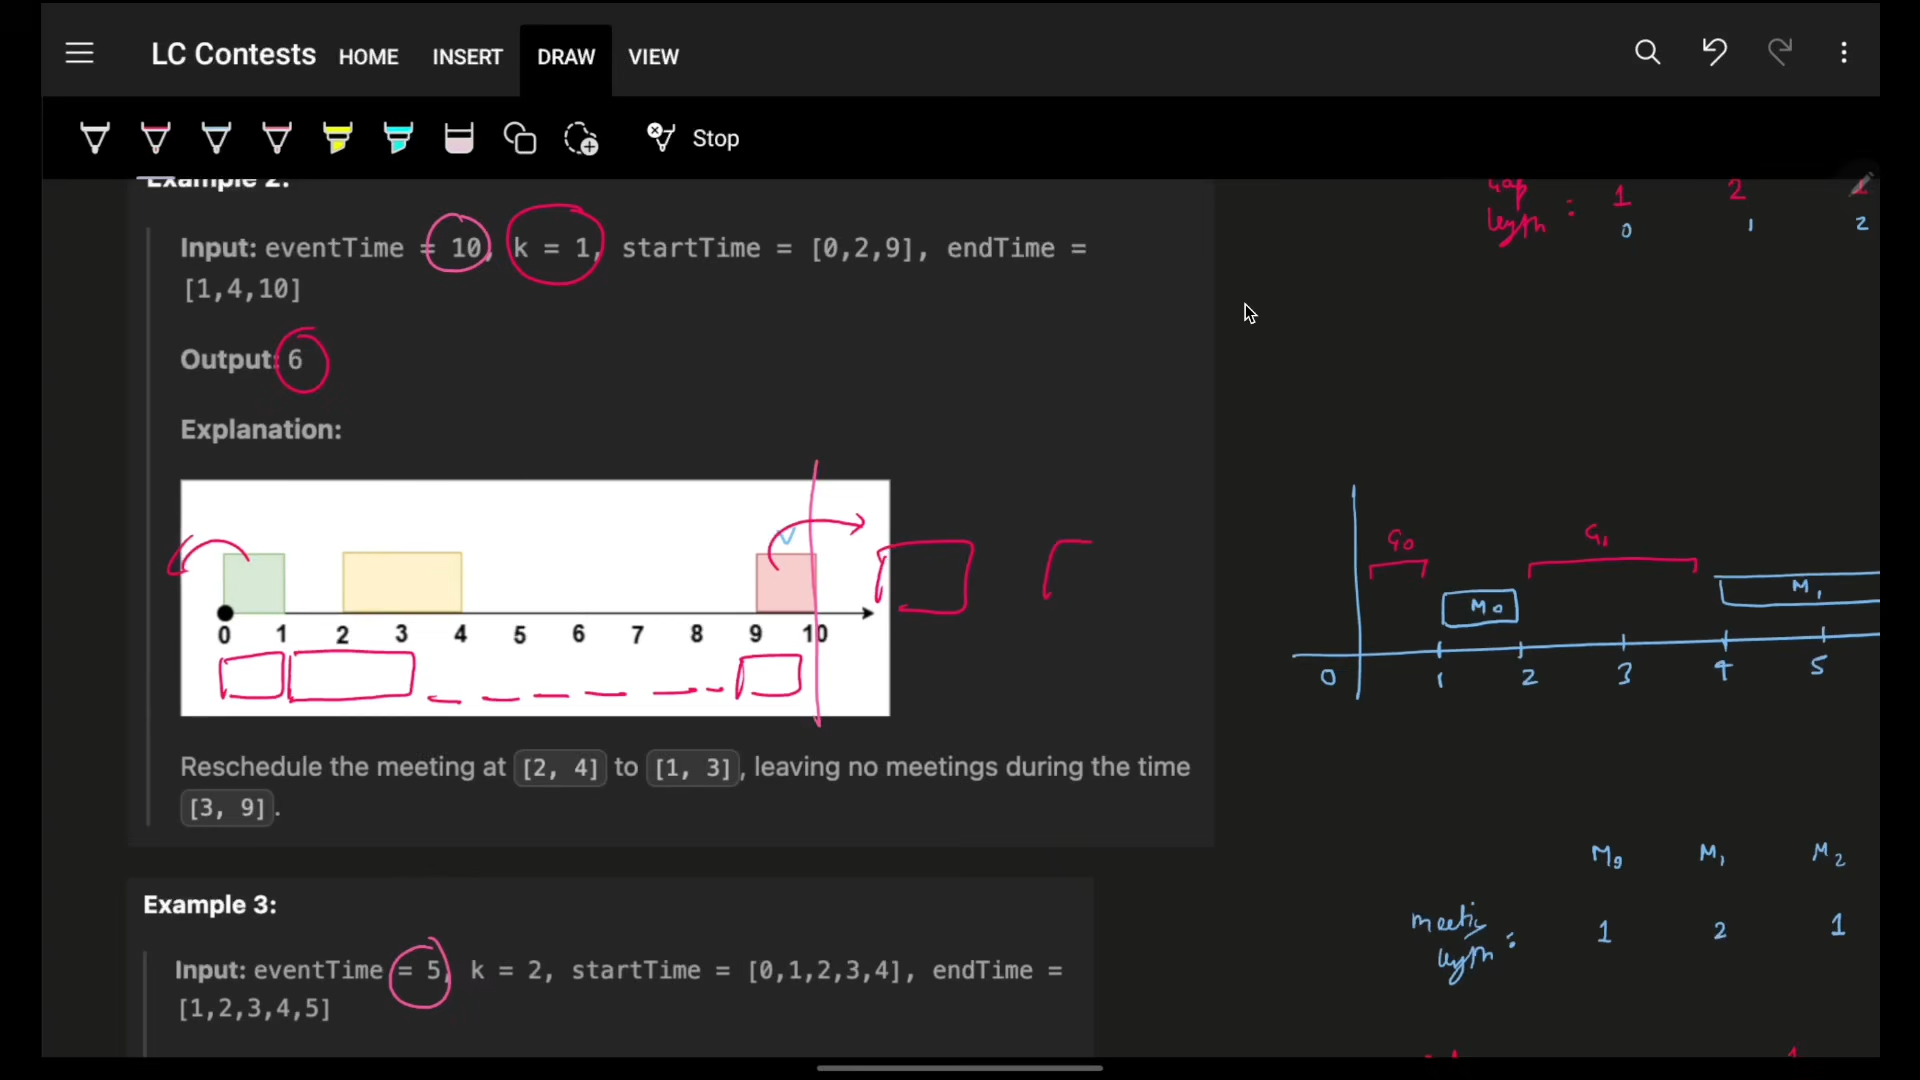 LC Contests HOME INSERT DRAW VIEW
Stop
Example 2:
Input: eventTime = 10, k = 1, startTime = [0,2,9], endTime =
[1,4,10]
Output: 6
Explanation:
0 1 2 3 4 5 6 7 8 9 10
Reschedule the meeting at [2, 4] to [1, 3], leaving no meetings during the time
[3, 9].
Example 3:
Input: eventTime = 5, k = 2, startTime = [0,1,2,3,4], endTime =
[1,2,3,4,5]
Gap
length : 1 2
0 1 2
G0 G1
M0 M1
0 1 2 3 4 5
M0 M1 M2
meeting
length : 1 2 1